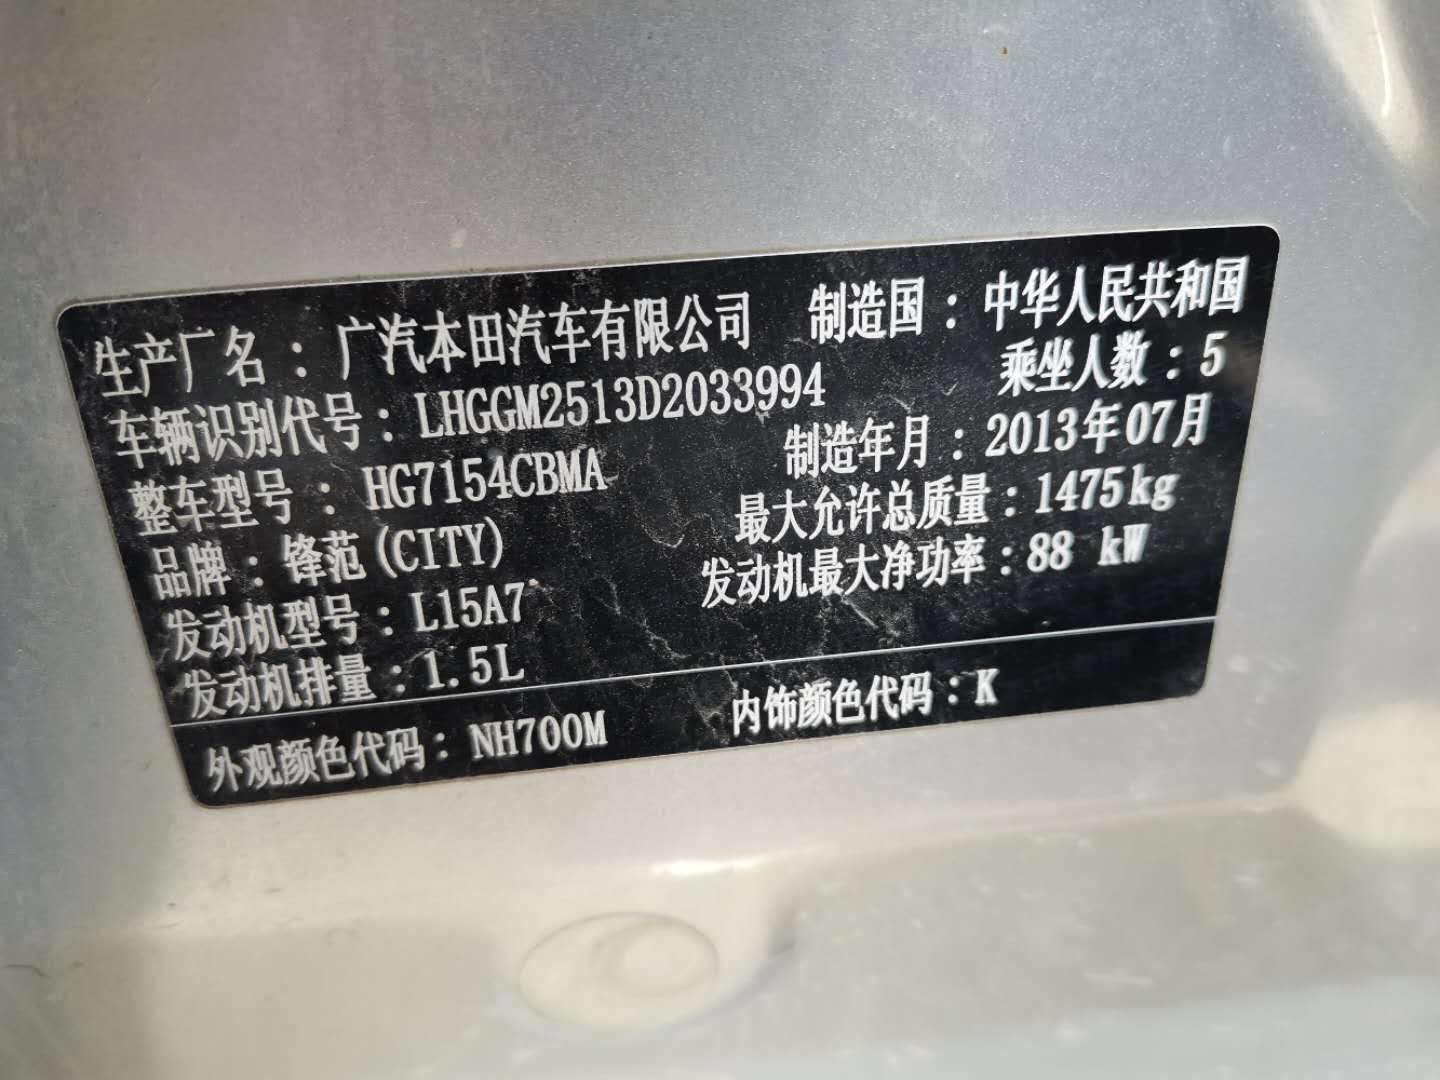 生产厂名：广汽本田汽车有限公司 制造国：中华人民共和国
车辆识别代号：LHGGM2513D2033994 乘坐人数：5
整车型号：HG7154CBMA 制造年月：2013年07月
品牌：锋范(CITY) 最大允许总质量：1475kg
发动机型号：L15A7 发动机最大净功率：88 kW
发动机排量：1.5L
外观颜色代码：NH700M 内饰颜色代码：K